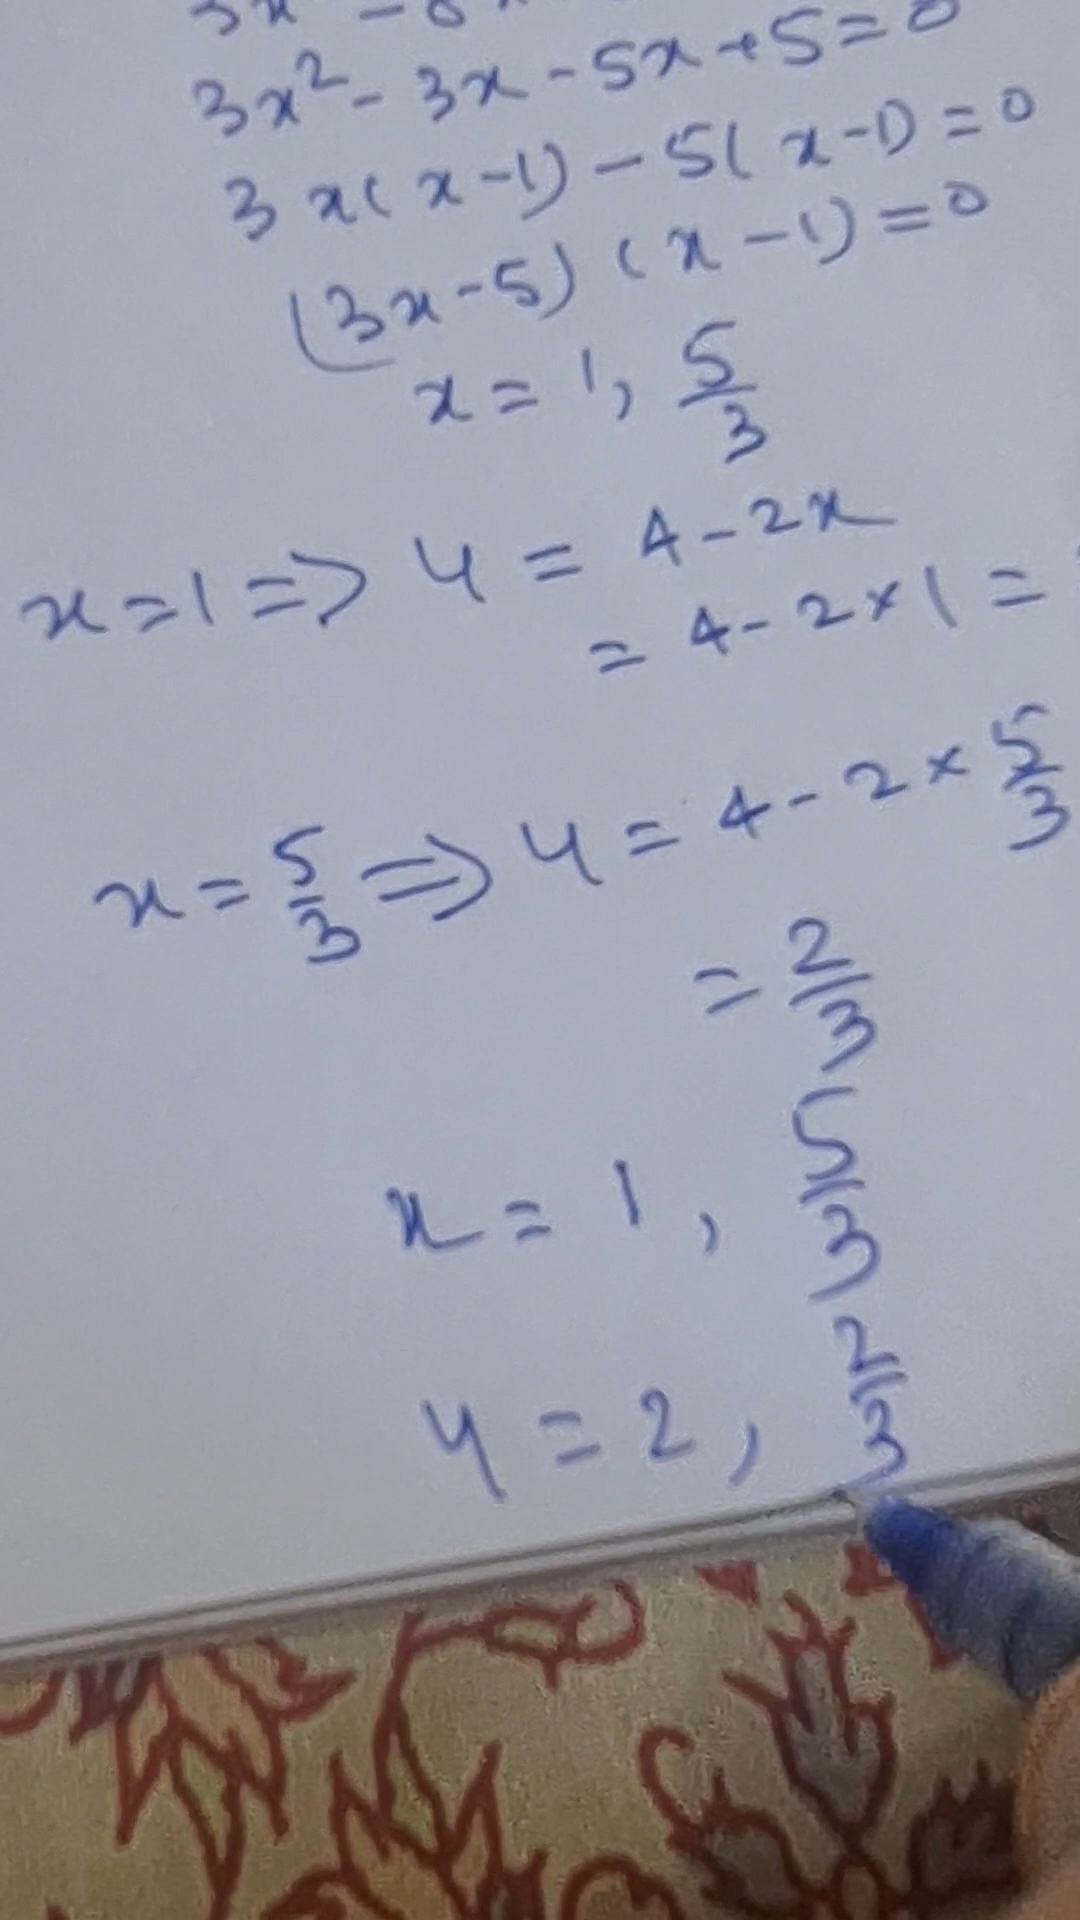 3x² - 3x - 5x + 5 = 0
3x(x-1) - 5(x-1) = 0
(3x-5)(x-1) = 0
x = 1, 5/3
x = 1 => y = 4 - 2x
= 4 - 2 × 1 =
x = 5/3 => y = 4 - 2 × 5/3
= 2/3
x = 1, 5/3
y = 2, 2/3